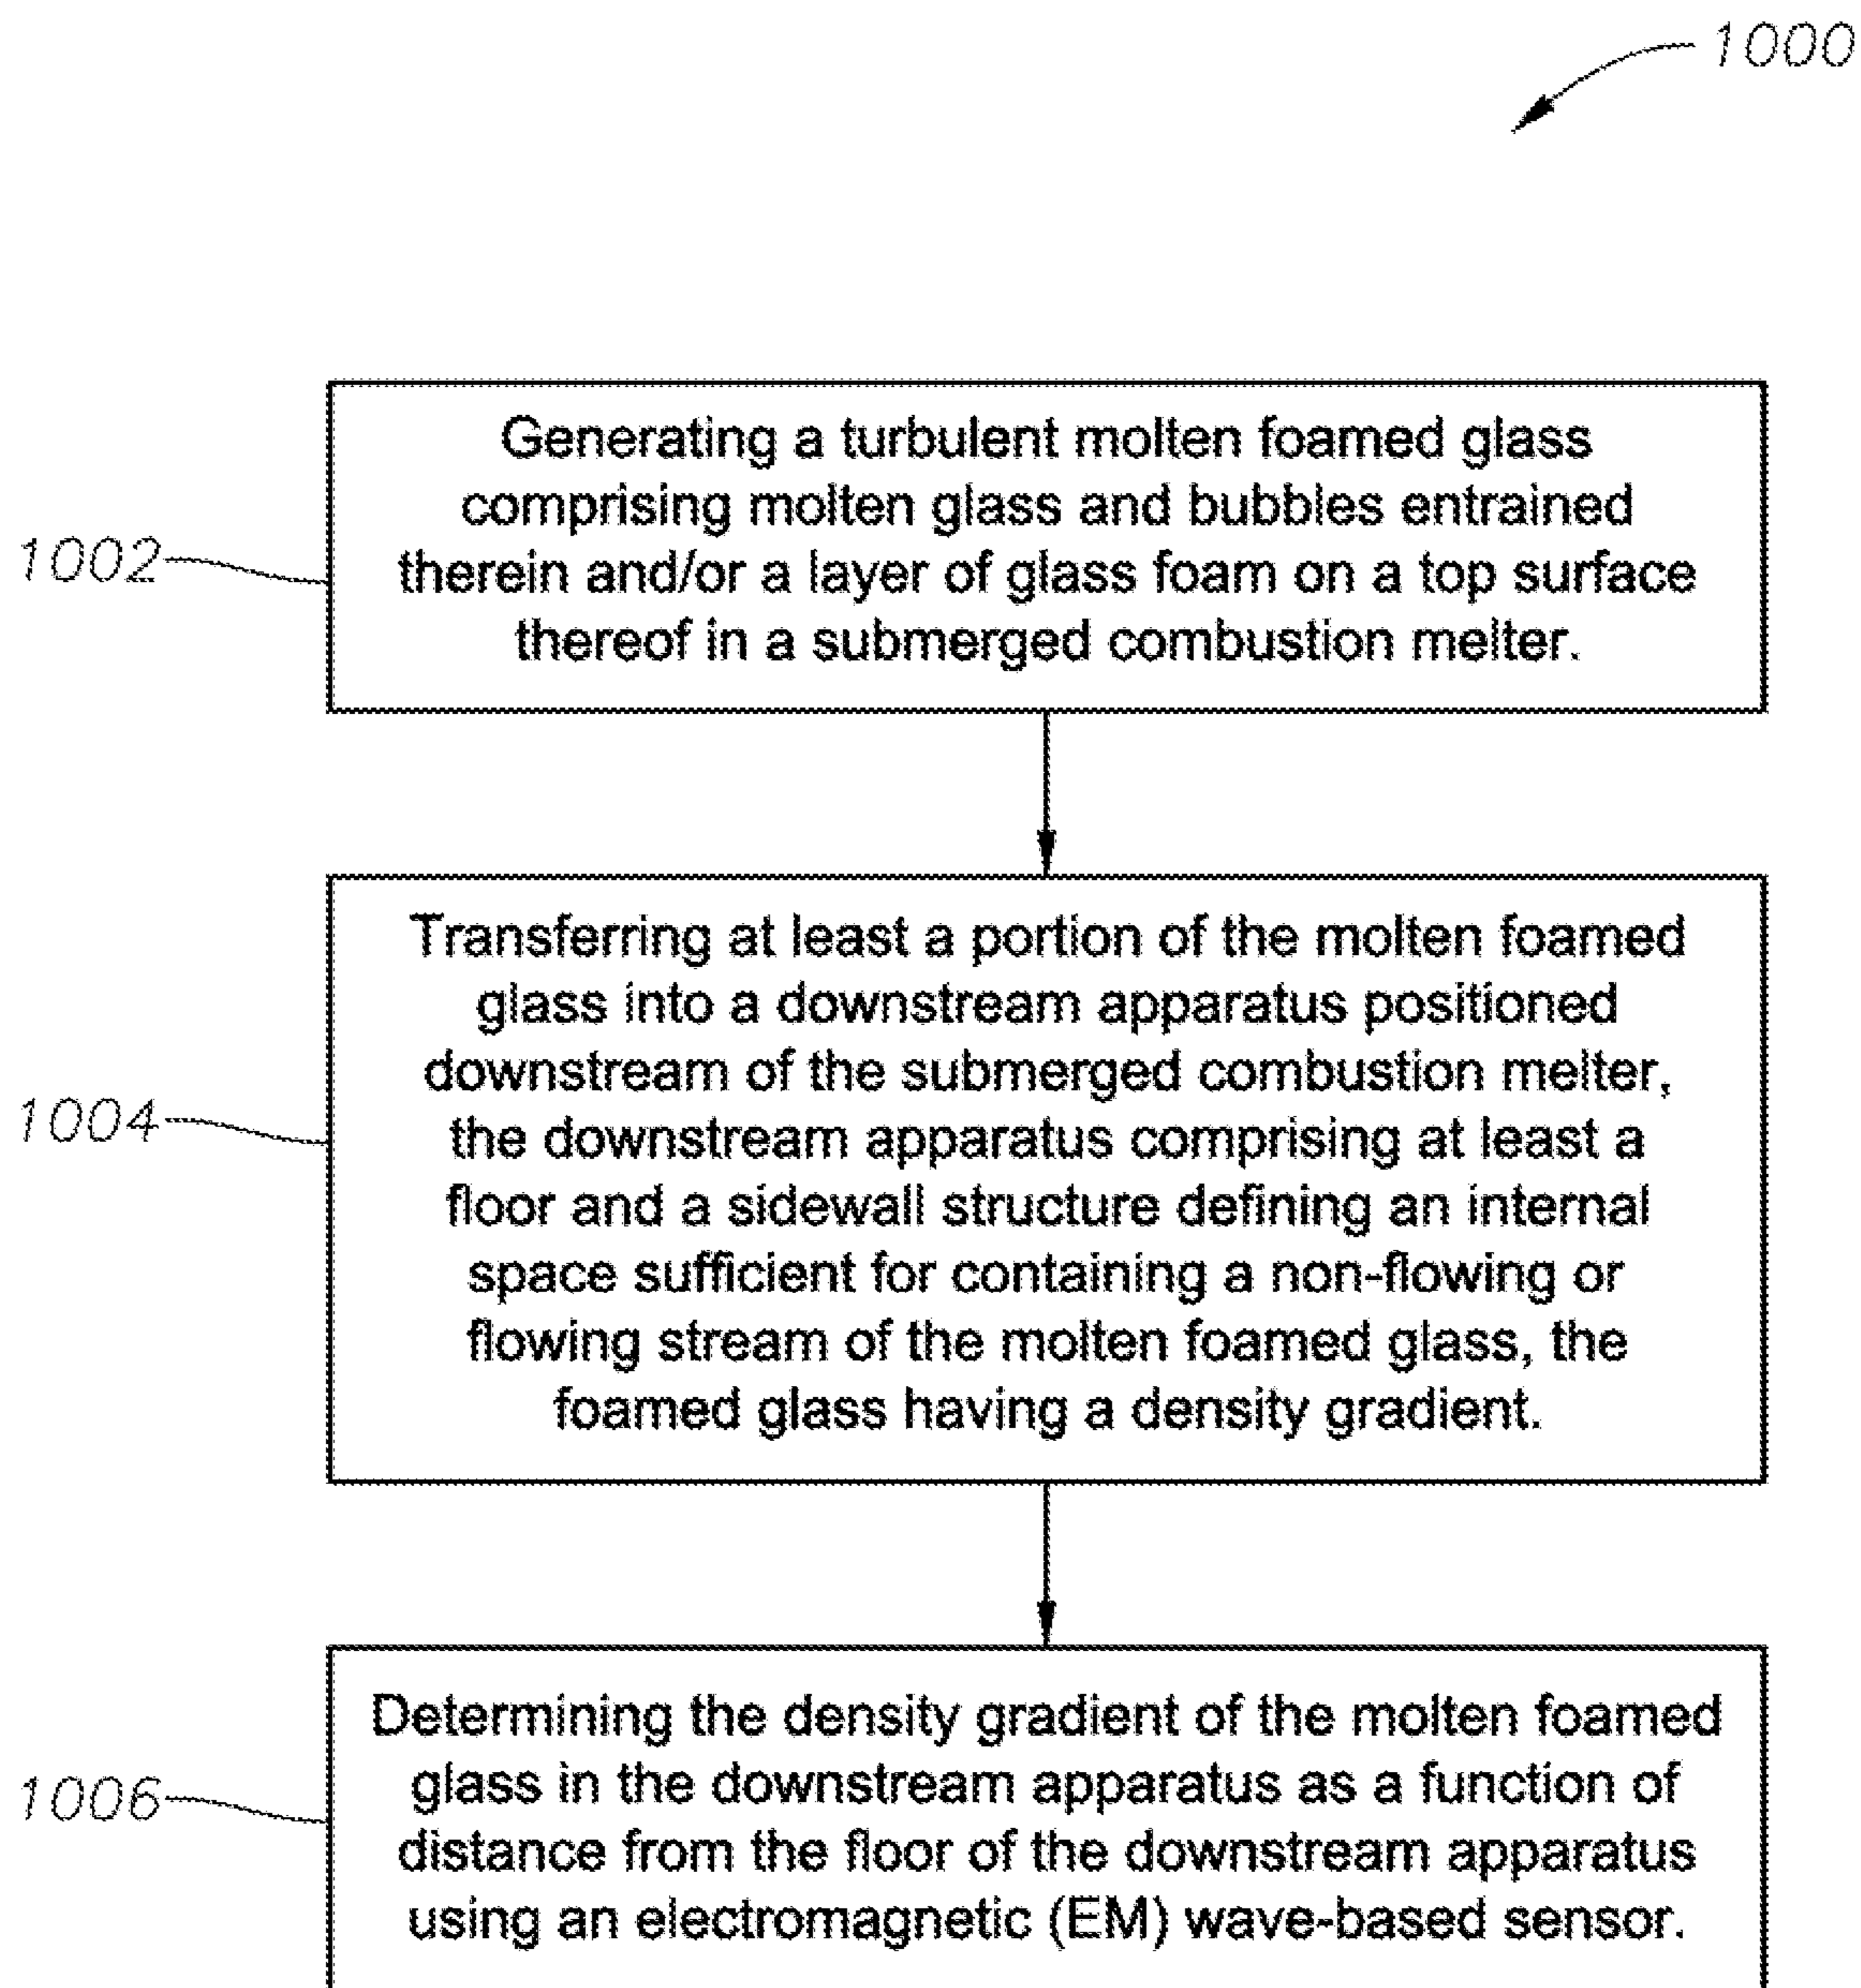 1000
Generating a turbulent molten foamed glass
comprising molten glass and bubbles entrained
therein and/or a layer of glass foam on a top surface
thereof in a submerged combustion melter.
1002
Transferring at least a portion of the molten foamed
glass into a downstream apparatus positioned
downstream of the submerged combustion melter,
the downstream apparatus comprising at least a
floor and a sidewall structure defining an internal
space sufficient for containing a non-flowing or
flowing stream of the molten foamed glass, the
foamed glass having a density gradient.
1004
Determining the density gradient of the molten foamed
glass in the downstream apparatus as a function of
distance from the floor of the downstream apparatus
using an electromagnetic (EM) wave-based sensor.
1006